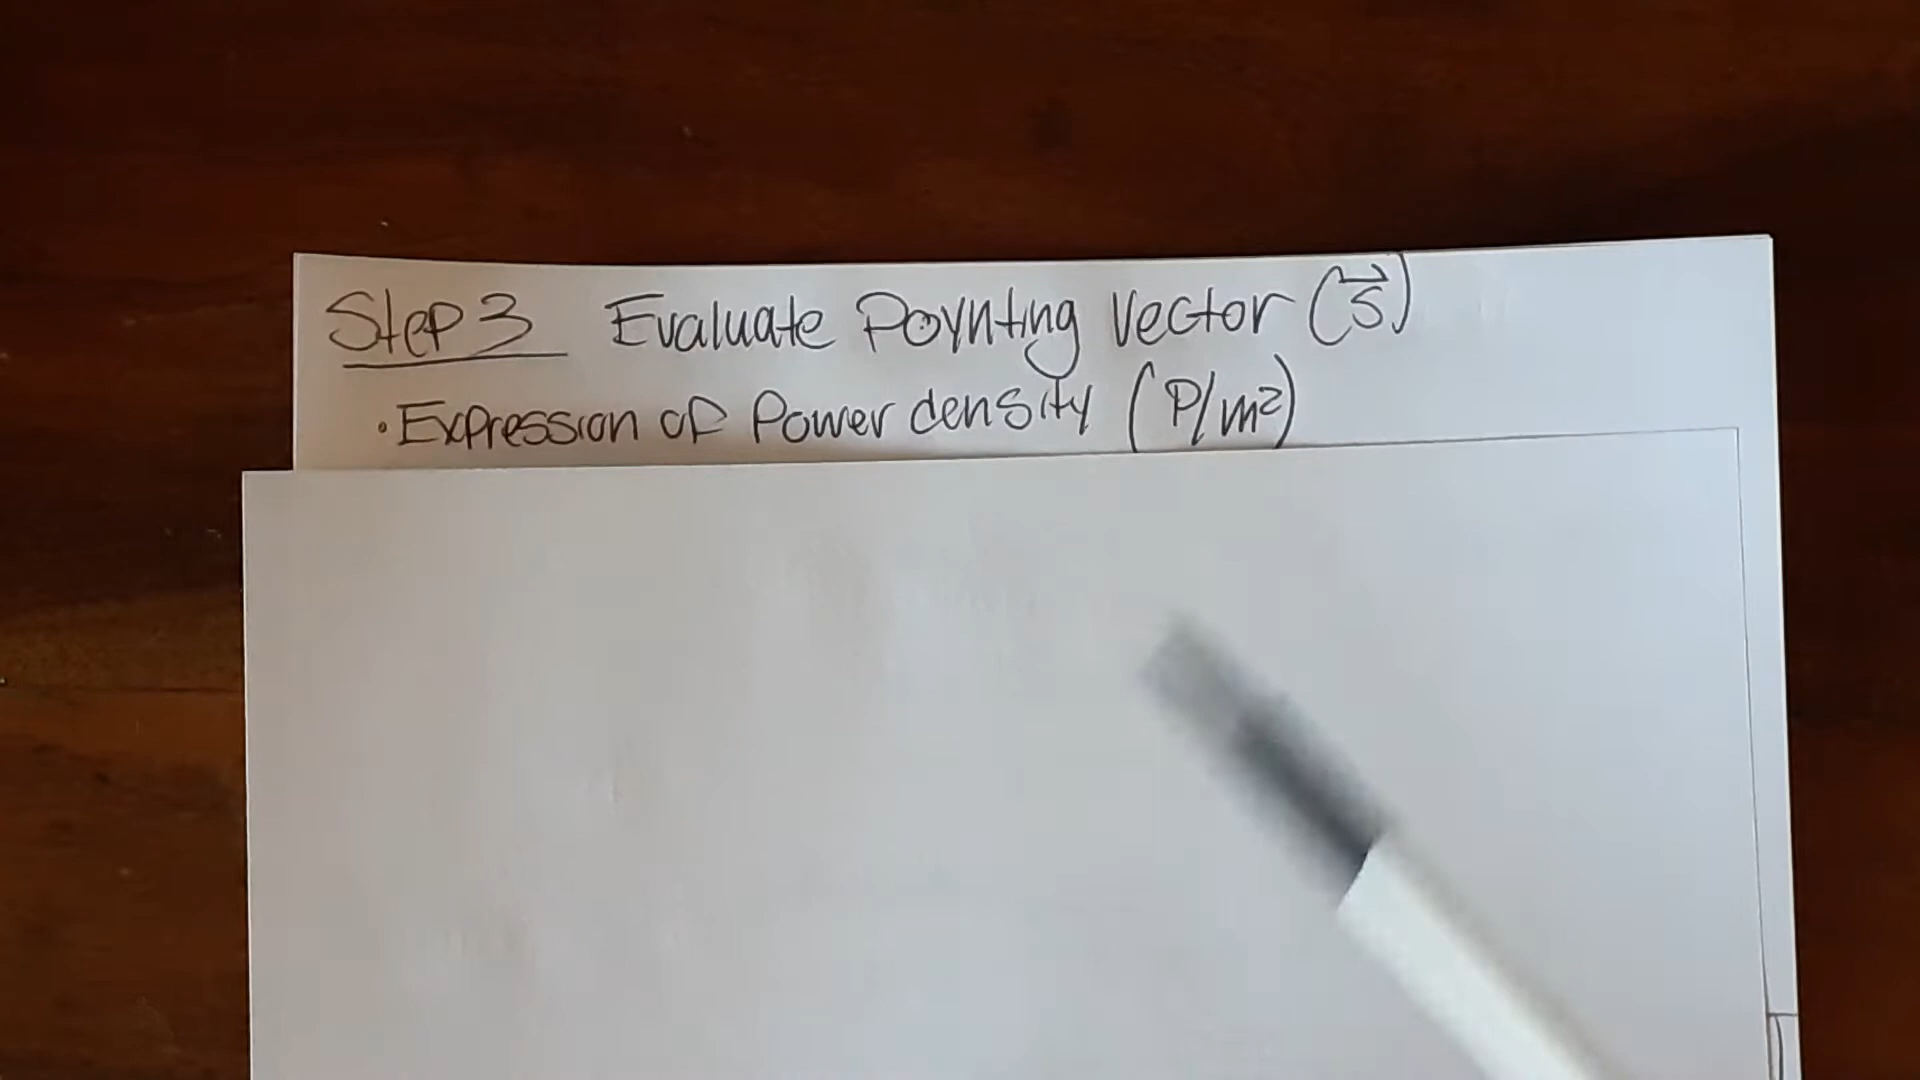 Step 3 Evaluate Poynting Vector (S⃗)
• Expression of Power density (P/m²)